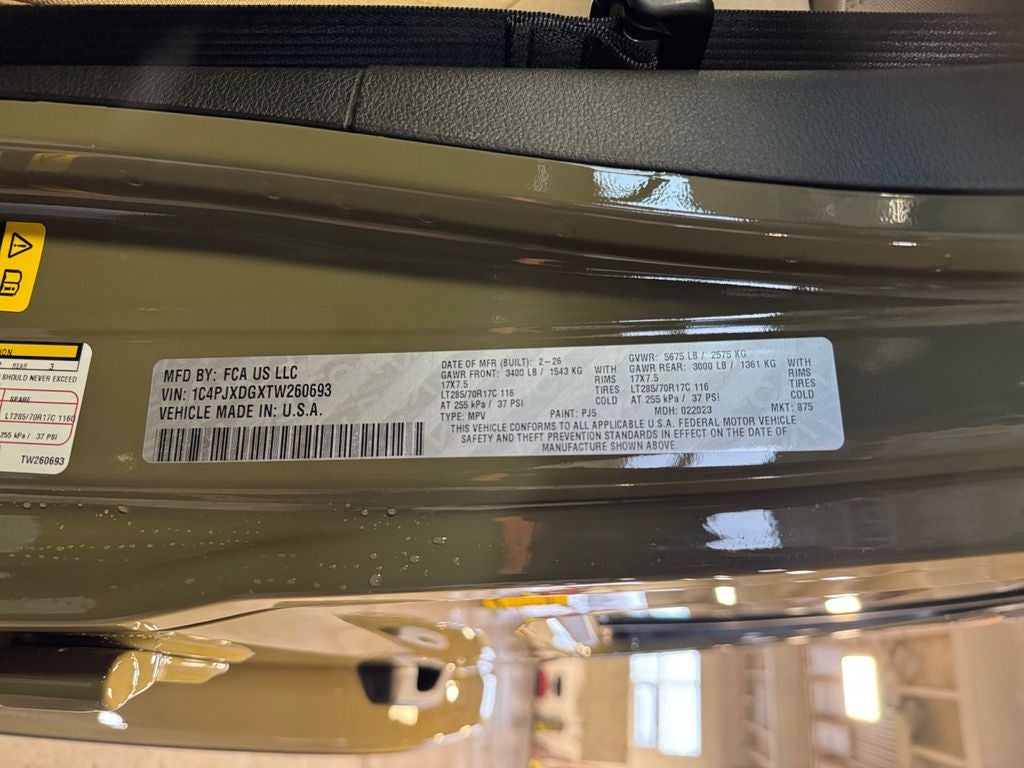 ION
REAR 3
SHOULD NEVER EXCEED
SPARE
LT285/70R17C 116Q
255 kPa / 37 PSI
TW260693
MFD BY: FCA US LLC
VIN: 1C4PJXDGXTW260693
VEHICLE MADE IN: U.S.A.
DATE OF MFR (BUILT): 2-26
GAWR FRONT: 3400 LB / 1543 KG WITH
17X7.5 RIMS
LT285/70R17C 116 TIRES
AT 255 kPa / 37 PSI COLD
TYPE: MPV PAINT: PJ5
GVWR: 5675 LB / 2575 KG
GAWR REAR: 3000 LB / 1361 KG WITH
17X7.5 RIMS
LT285/70R17C 116 TIRES
AT 255 kPa / 37 PSI COLD
MOH: 022023 MKT: 875
THIS VEHICLE CONFORMS TO ALL APPLICABLE U.S.A. FEDERAL MOTOR VEHICLE
SAFETY AND THEFT PREVENTION STANDARDS IN EFFECT ON THE DATE OF
MANUFACTURE SHOWN ABOVE